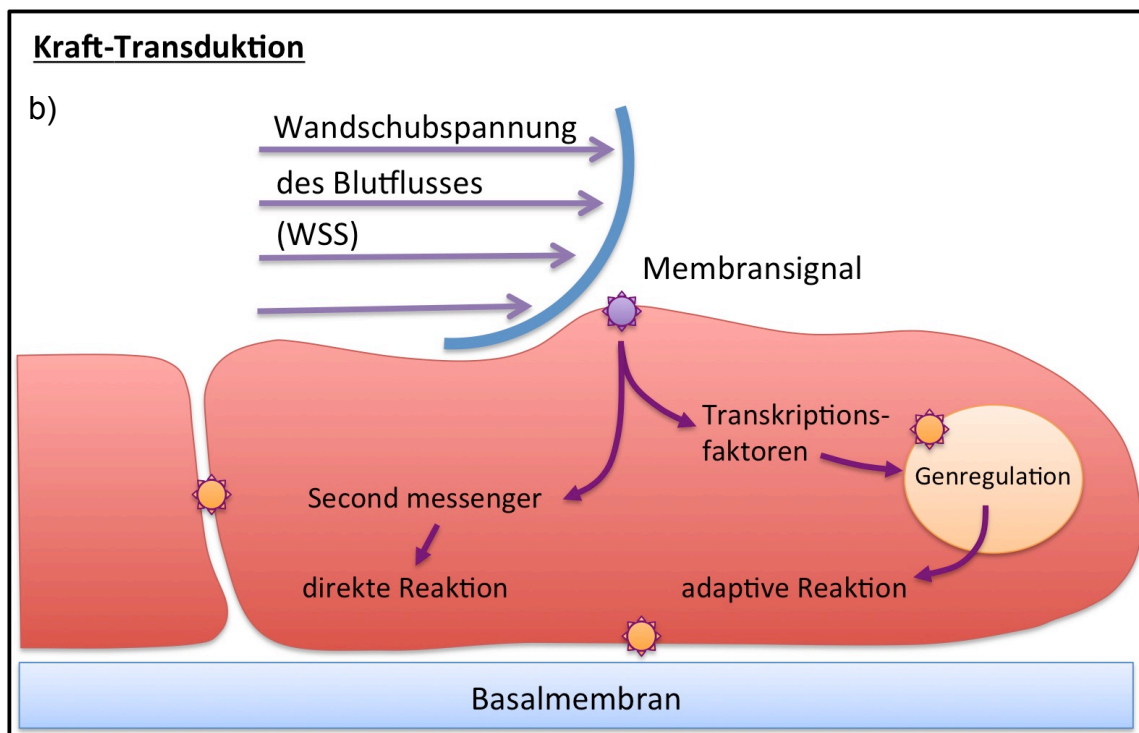 Kraft-Transduktion
b)
Wandschubspannung
des Blutflusses
(WSS)
Membransignal
Transkriptions-
faktoren
Genregulation
Second messenger
direkte Reaktion
adaptive Reaktion
Basalmembran